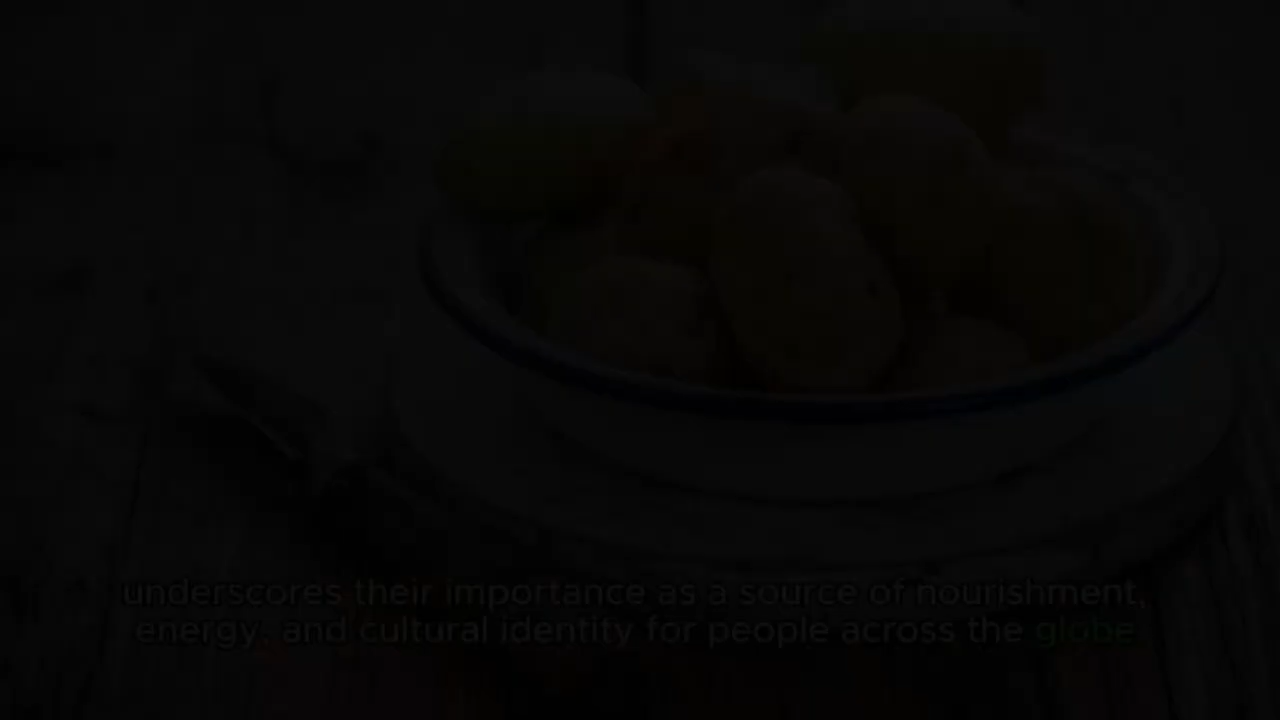 underscores their importance as a source of nourishment,
energy, and cultural identity for people across the globe